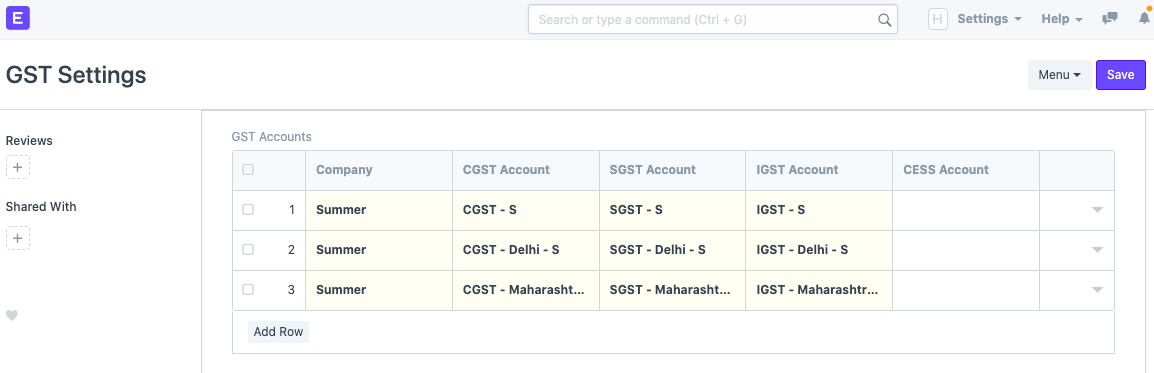 E
Search or type a command (Ctrl + G)
H
Settings
Help
GST Settings
Menu
Save
Reviews
+
Shared With
+
GST Accounts
Company CGST Account SGST Account IGST Account CESS Account
1 Summer CGST - S SGST - S IGST - S
2 Summer CGST - Delhi - S SGST - Delhi - S IGST - Delhi - S
3 Summer CGST - Maharasht... SGST - Maharasht... IGST - Maharashtr...
Add Row